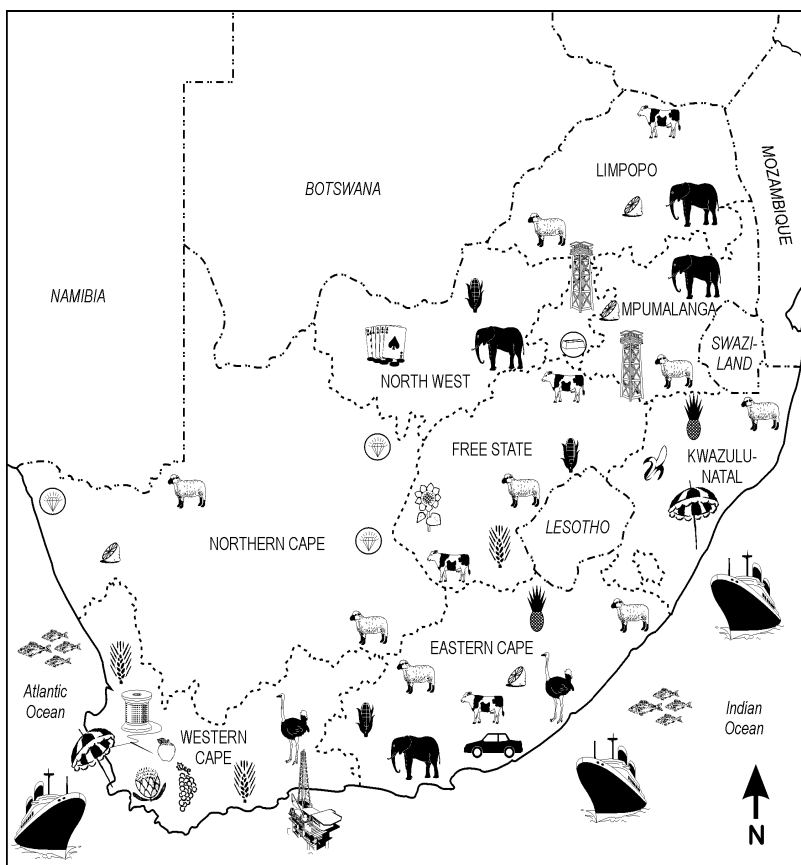 LIMPOPO
MOZAMBIQUE
BOTSWANA
NAMIBIA
MPUMALANGA
SWAZI-
LAND
NORTH WEST
FREE STATE
KWAZULU-
NATAL
LESOTHO
NORTHERN CAPE
EASTERN CAPE
Atlantic
Ocean
Indian
Ocean
WESTERN
CAPE
N